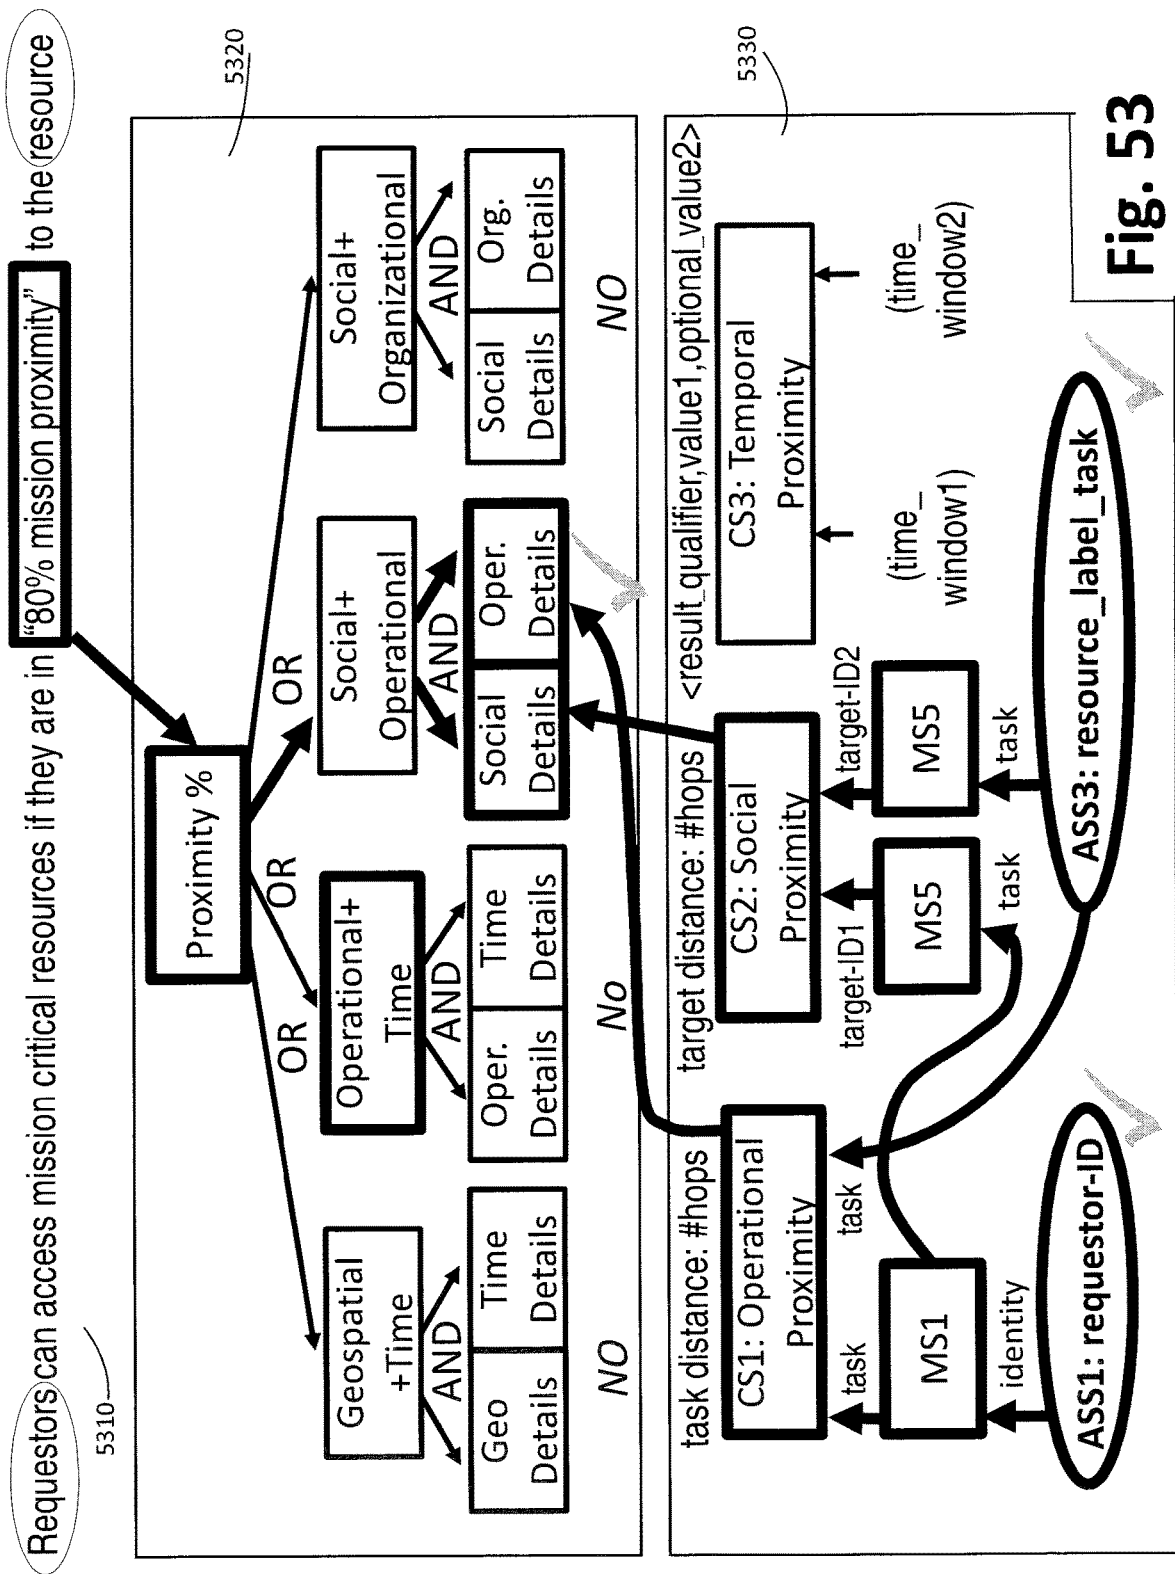 Requestors can access mission critical resources if they are in "80% mission proximity" to the resource
5310
5320
Proximity %
OR
OR
OR
Geospatial
+Time
Operational+
Time
Social+
Operational
Social+
Organizational
AND
AND
AND
AND
Geo
Details
Time
Details
Oper.
Details
Time
Details
Social
Details
Oper.
Details
Social
Details
Org.
Details
NO
No
NO
5330
task distance: #hops
target distance: #hops
<result_qualifier,value1,optional_value2>
CS1: Operational
Proximity
CS2: Social
Proximity
CS3: Temporal
Proximity
task
task
target-ID1
target-ID2
(time_
window1)
(time_
window2)
MS1
MS5
MS5
identity
task
task
ASS1: requestor-ID
ASS3: resource_label_task
Fig. 53